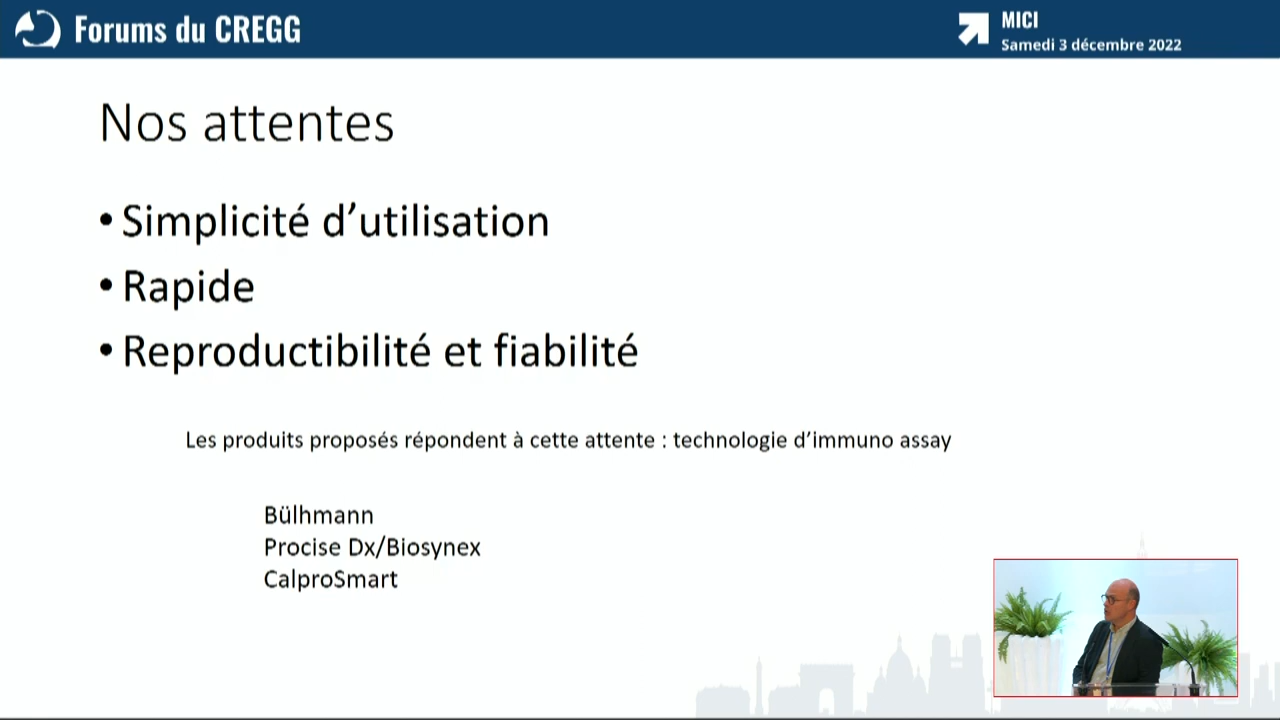 Forums du CREGG
MICI
Samedi 3 décembre 2022
Nos attentes
• Simplicité d’utilisation
• Rapide
• Reproductibilité et fiabilité
Les produits proposés répondent à cette attente : technologie d’immuno assay
Bülhmann
Procise Dx/Biosynex
CalproSmart